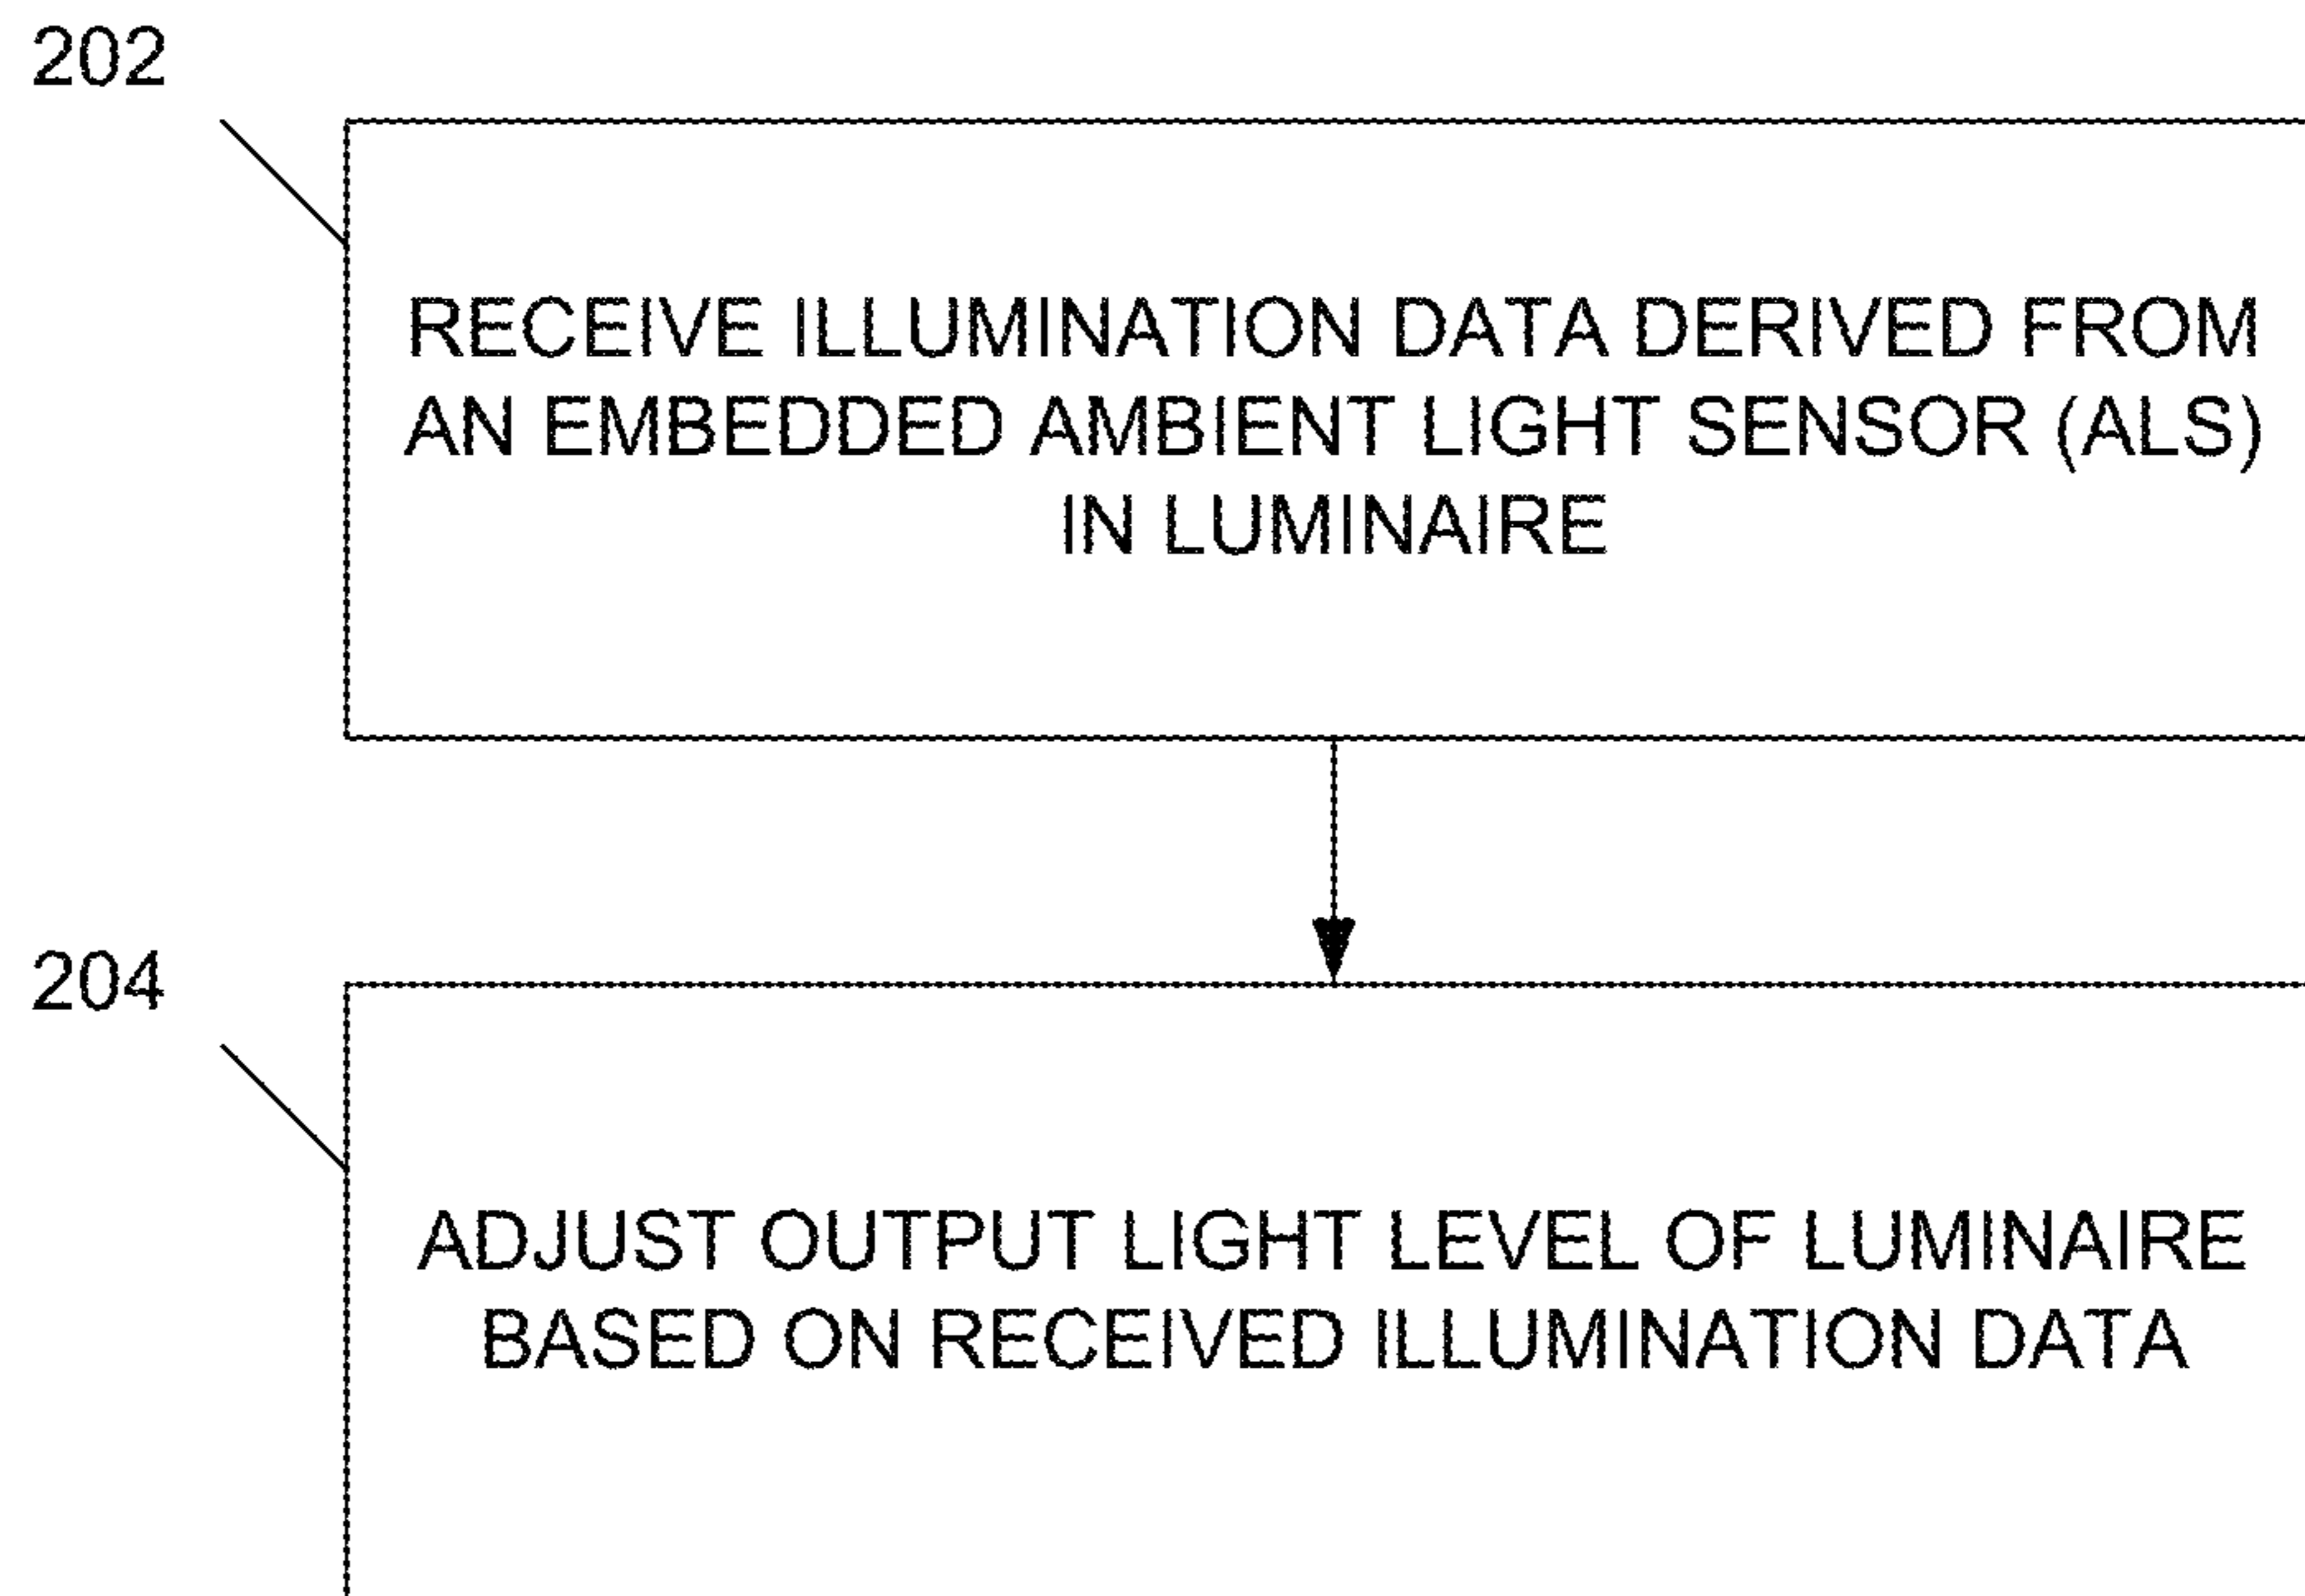 202
RECEIVE ILLUMINATION DATA DERIVED FROM
AN EMBEDDED AMBIENT LIGHT SENSOR (ALS)
IN LUMINAIRE
204
ADJUST OUTPUT LIGHT LEVEL OF LUMINAIRE
BASED ON RECEIVED ILLUMINATION DATA